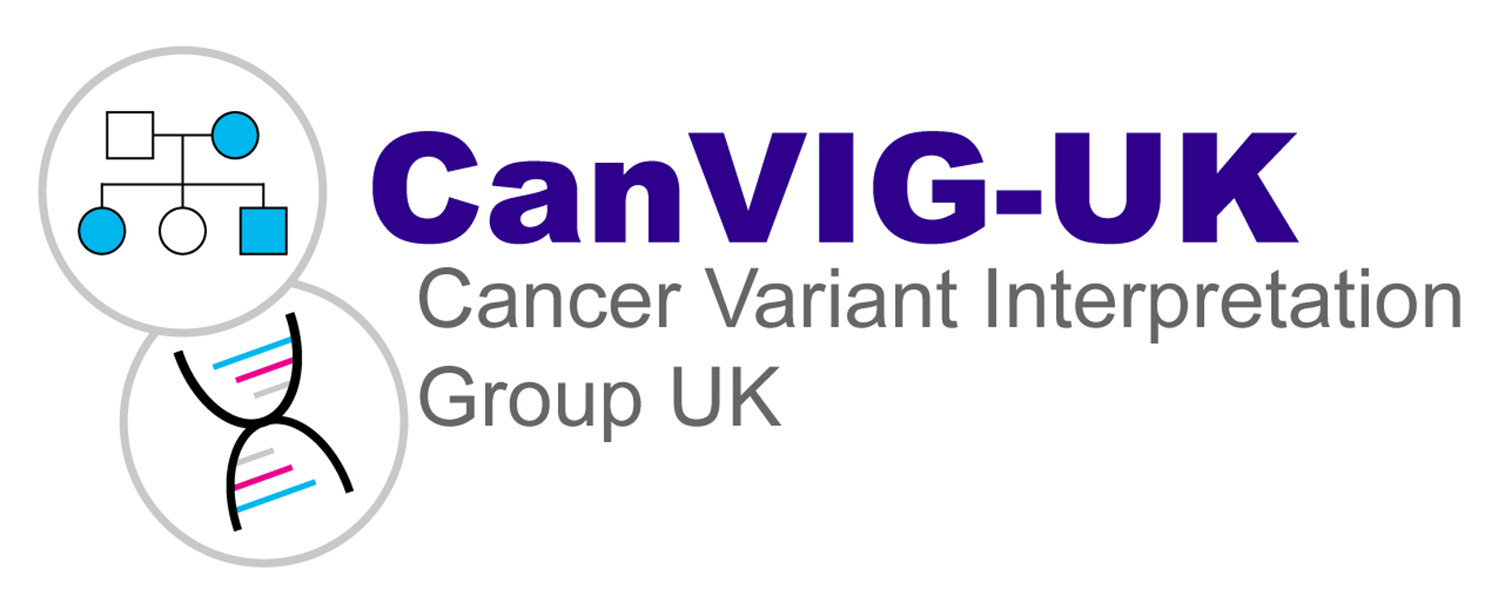 CanVIG-UK
Cancer Variant Interpretation
Group UK